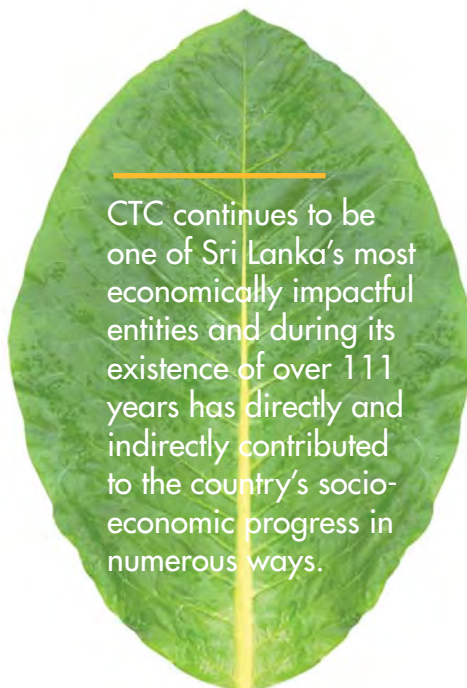 CTC continues to be
one of Sri Lanka’s most
economically impactful
entities and during its
existence of over 111
years has directly and
indirectly contributed
to the country’s socio-
economic progress in
numerous ways.